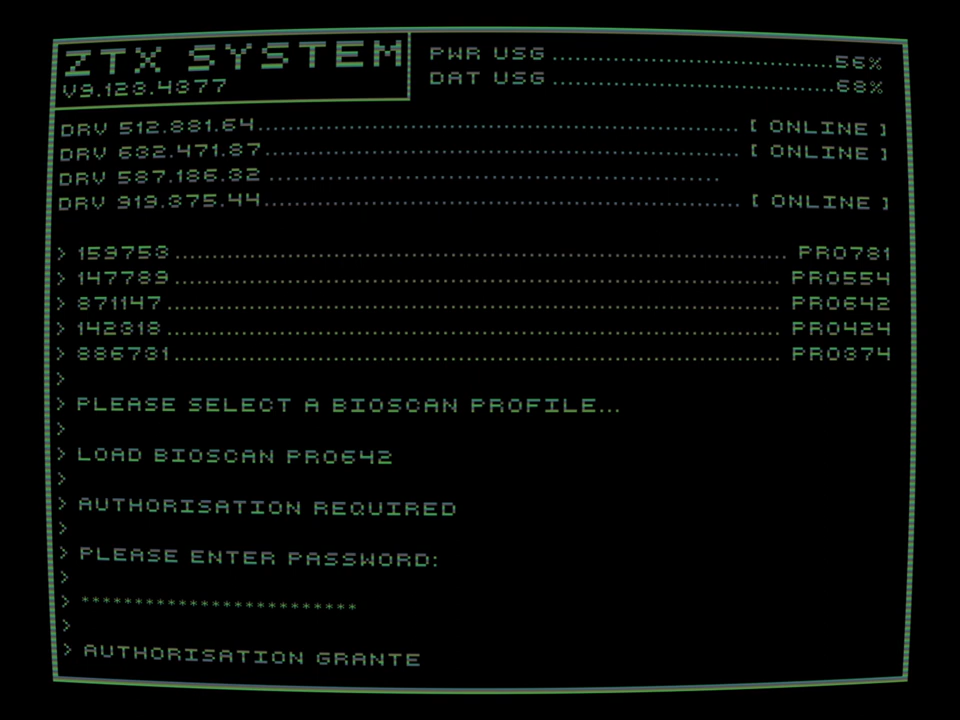 ZTX SYSTEM
V9.123.4377
PWR USG ................................................56%
DAT USG ................................................68%
DRV 512.881.64................................................................................ [ ONLINE ]
DRV 632.471.87................................................................................ [ ONLINE ]
DRV 587.186.32 ...........................................................................
DRV 919.375.44................................................................................ [ ONLINE ]
> 159753 ..................................................................................................... PRO781
> 147789 .................................................................................................... PRO554
> 871147 ..................................................................................................... PRO642
> 142318 .................................................................................................... PRO424
> 886731 .................................................................................................... PRO374
>
> PLEASE SELECT A BIOSCAN PROFILE...
>
> LOAD BIOSCAN PRO642
>
> AUTHORISATION REQUIRED
>
> PLEASE ENTER PASSWORD:
>
> *************************
>
> AUTHORISATION GRANTE